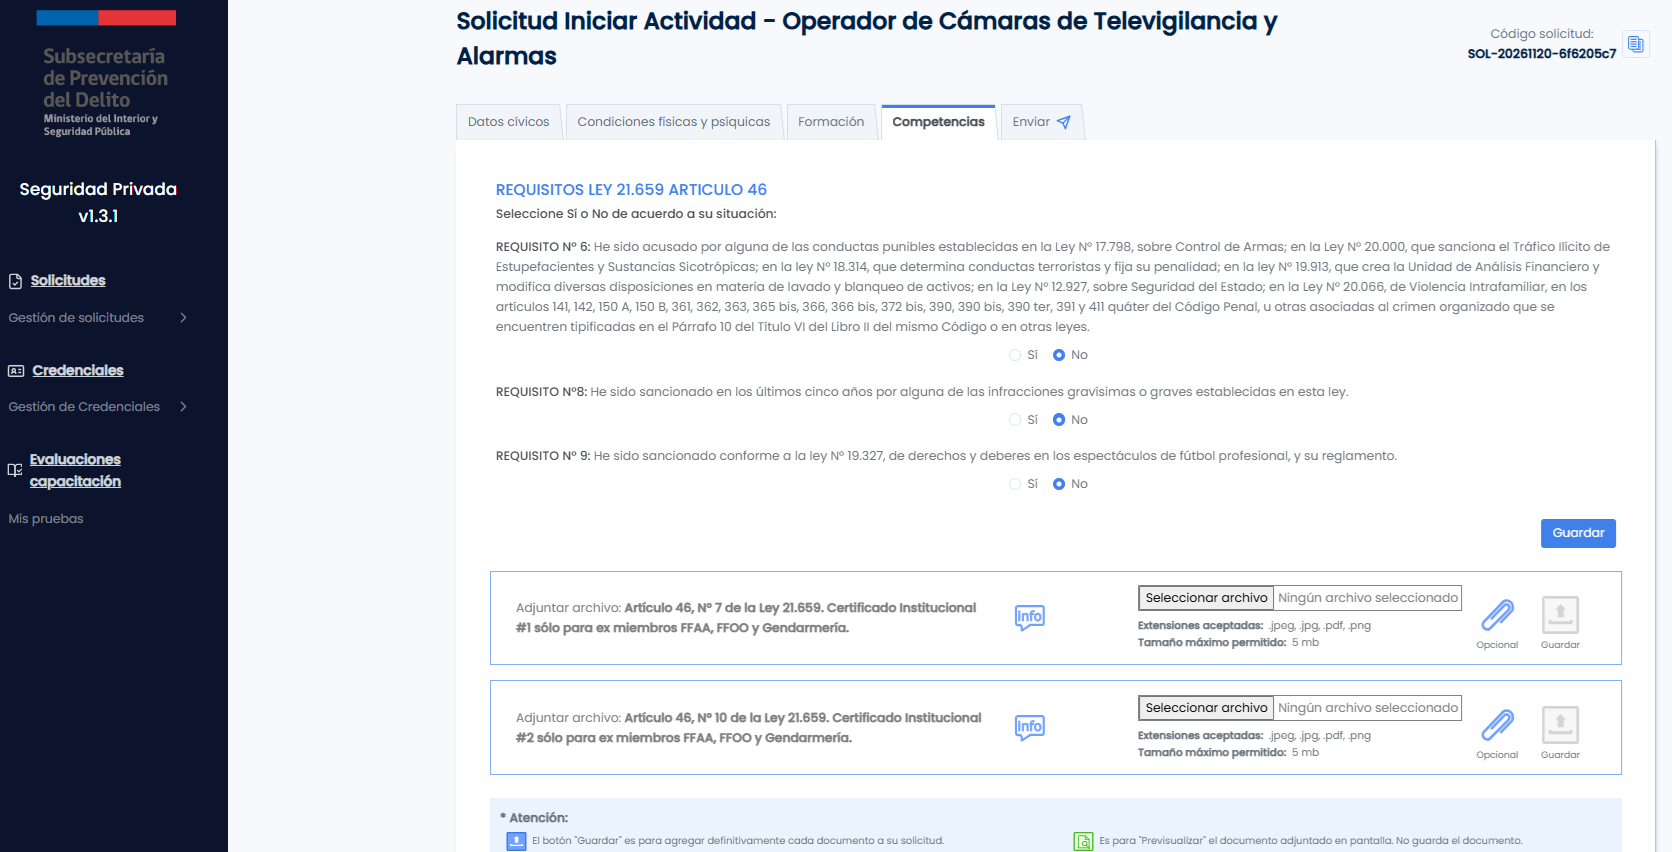 Subsecretaría
de Prevención
del Delito
Ministerio del Interior y
Seguridad Pública
Seguridad Privada
v1.3.1
Solicitudes
Gestión de solicitudes
Credenciales
Gestión de Credenciales
Evaluaciones
capacitación
Mis pruebas
Solicitud Iniciar Actividad - Operador de Cámaras de Televigilancia y
Alarmas
Código solicitud:
SOL-20261120-6f6205c7
Datos cívicos
Condiciones físicas y psíquicas
Formación
Competencias
Enviar
REQUISITOS LEY 21.659 ARTICULO 46
Seleccione Sí o No de acuerdo a su situación:
REQUISITO Nº 6: He sido acusado por alguna de las conductas punibles establecidas en la Ley Nº 17.798, sobre Control de Armas; en la Ley Nº 20.000, que sanciona el Tráfico Ilícito de
Estupefacientes y Sustancias Sicotrópicas; en la ley Nº 18.314, que determina conductas terroristas y fija su penalidad; en la ley Nº 19.913, que crea la Unidad de Análisis Financiero y
modifica diversas disposiciones en materia de lavado y blanqueo de activos; en la Ley Nº 12.927, sobre Seguridad del Estado; en la Ley Nº 20.066, de Violencia Intrafamiliar, en los
artículos 141, 142, 150 A, 150 B, 361, 362, 363, 365 bis, 366, 366 bis, 372 bis, 390, 390 bis, 390 ter, 391 y 411 quáter del Código Penal, u otras asociadas al crimen organizado que se
encuentren tipificadas en el Párrafo 10 del Título VI del Libro II del mismo Código o en otras leyes.
Sí No
REQUISITO Nº8: He sido sancionado en los últimos cinco años por alguna de las infracciones gravísimas o graves establecidas en esta ley.
Sí No
REQUISITO Nº 9: He sido sancionado conforme a la ley Nº 19.327, de derechos y deberes en los espectáculos de fútbol profesional, y su reglamento.
Sí No
Guardar
Adjuntar archivo: Artículo 46, Nº 7 de la Ley 21.659. Certificado Institucional
#1 sólo para ex miembros FFAA, FFOO y Gendarmería.
info
Seleccionar archivo Ningún archivo seleccionado
Extensiones aceptadas: .jpeg, .jpg, .pdf, .png
Tamaño máximo permitido: 5 mb
Opcional
Guardar
Adjuntar archivo: Artículo 46, Nº 10 de la Ley 21.659. Certificado Institucional
#2 sólo para ex miembros FFAA, FFOO y Gendarmería.
info
Seleccionar archivo Ningún archivo seleccionado
Extensiones aceptadas: .jpeg, .jpg, .pdf, .png
Tamaño máximo permitido: 5 mb
Opcional
Guardar
* Atención:
El botón "Guardar" es para agregar definitivamente cada documento a su solicitud.
Es para "Previsualizar" el documento adjuntado en pantalla. No guarda el documento.